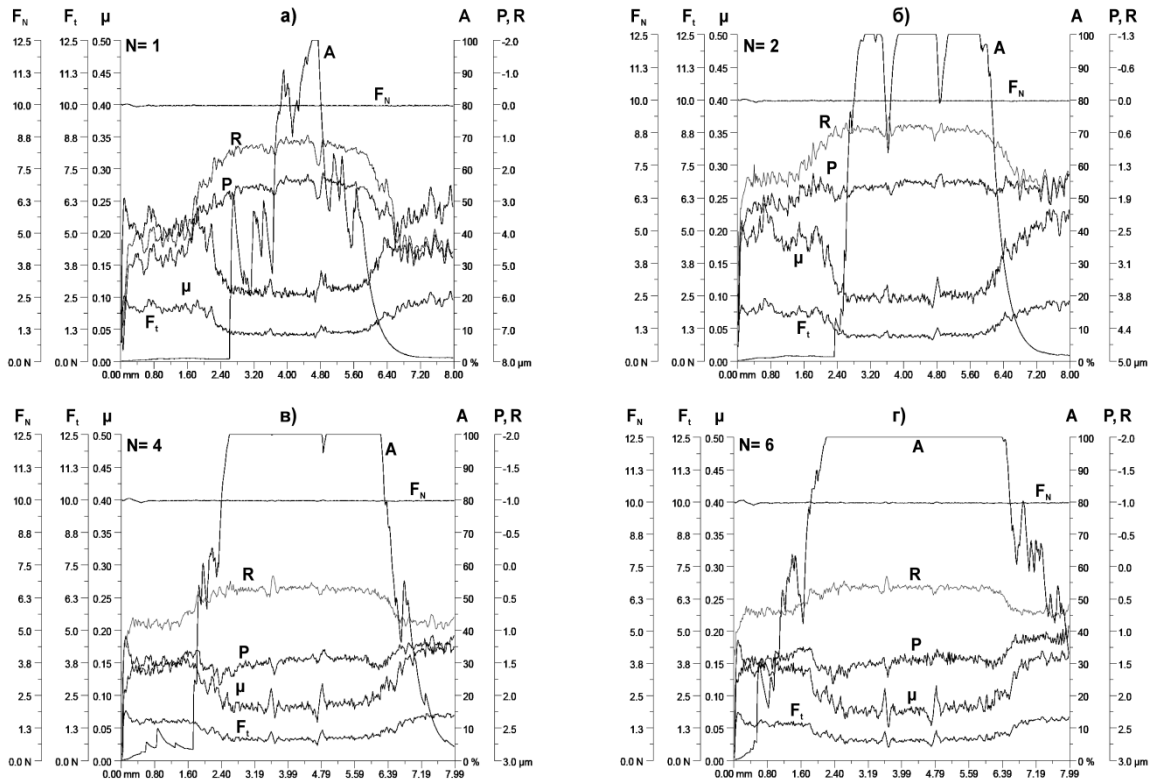 F_N F_t µ а) A P, R
12.5 12.5 0.50 N= 1 A 100 -2.0
11.3 11.3 0.45 90 -1.0
10.0 10.0 0.40 F_N 80 0.0
8.8 8.8 0.35 R 70 1.0
7.5 7.5 0.30 P 60 2.0
6.3 6.3 0.25 50 3.0
5.0 5.0 0.20 40 4.0
3.8 3.8 0.15 30 5.0
2.5 2.5 0.10 µ 20 6.0
1.3 1.3 0.05 F_t 10 7.0
0.0 N 0.0 N 0.00 0 % 8.0 µm
0.00 mm 0.80 1.60 2.40 3.20 4.00 4.80 5.60 6.40 7.20 8.00
F_N F_t µ б) A P, R
12.5 12.5 0.50 N= 2 A 100 -1.3
11.3 11.3 0.45 90 -0.6
10.0 10.0 0.40 F_N 80 0.0
8.8 8.8 0.35 R 70 0.6
7.5 7.5 0.30 P 60 1.3
6.3 6.3 0.25 50 1.9
5.0 5.0 0.20 40 2.5
3.8 3.8 0.15 µ 30 3.1
2.5 2.5 0.10 20 3.8
1.3 1.3 0.05 F_t 10 4.4
0.0 N 0.0 N 0.00 0 % 5.0 µm
0.00 mm 0.80 1.60 2.40 3.20 4.00 4.80 5.60 6.40 7.20 8.00
F_N F_t µ в) A P, R
12.5 12.5 0.50 N= 4 A 100 -2.0
11.3 11.3 0.45 90 -1.5
10.0 10.0 0.40 F_N 80 -1.0
8.8 8.8 0.35 70 -0.5
7.5 7.5 0.30 R 60 0.0
6.3 6.3 0.25 50 0.5
5.0 5.0 0.20 40 1.0
3.8 3.8 0.15 P 30 1.5
2.5 2.5 0.10 µ 20 2.0
1.3 1.3 0.05 F_t 10 2.5
0.0 N 0.0 N 0.00 0 % 3.0 µm
0.00 mm 0.80 1.60 2.40 3.19 3.99 4.79 5.59 6.39 7.19 7.99
F_N F_t µ г) A P, R
12.5 12.5 0.50 N= 6 A 100 -2.0
11.3 11.3 0.45 90 -1.5
10.0 10.0 0.40 F_N 80 -1.0
8.8 8.8 0.35 70 -0.5
7.5 7.5 0.30 R 60 0.0
6.3 6.3 0.25 50 0.5
5.0 5.0 0.20 40 1.0
3.8 3.8 0.15 P 30 1.5
2.5 2.5 0.10 µ 20 2.0
1.3 1.3 0.05 F_t 10 2.5
0.0 N 0.0 N 0.00 0 % 3.0 µm
0.00 mm 0.80 1.60 2.40 3.19 3.99 4.79 5.59 6.39 7.19 7.99